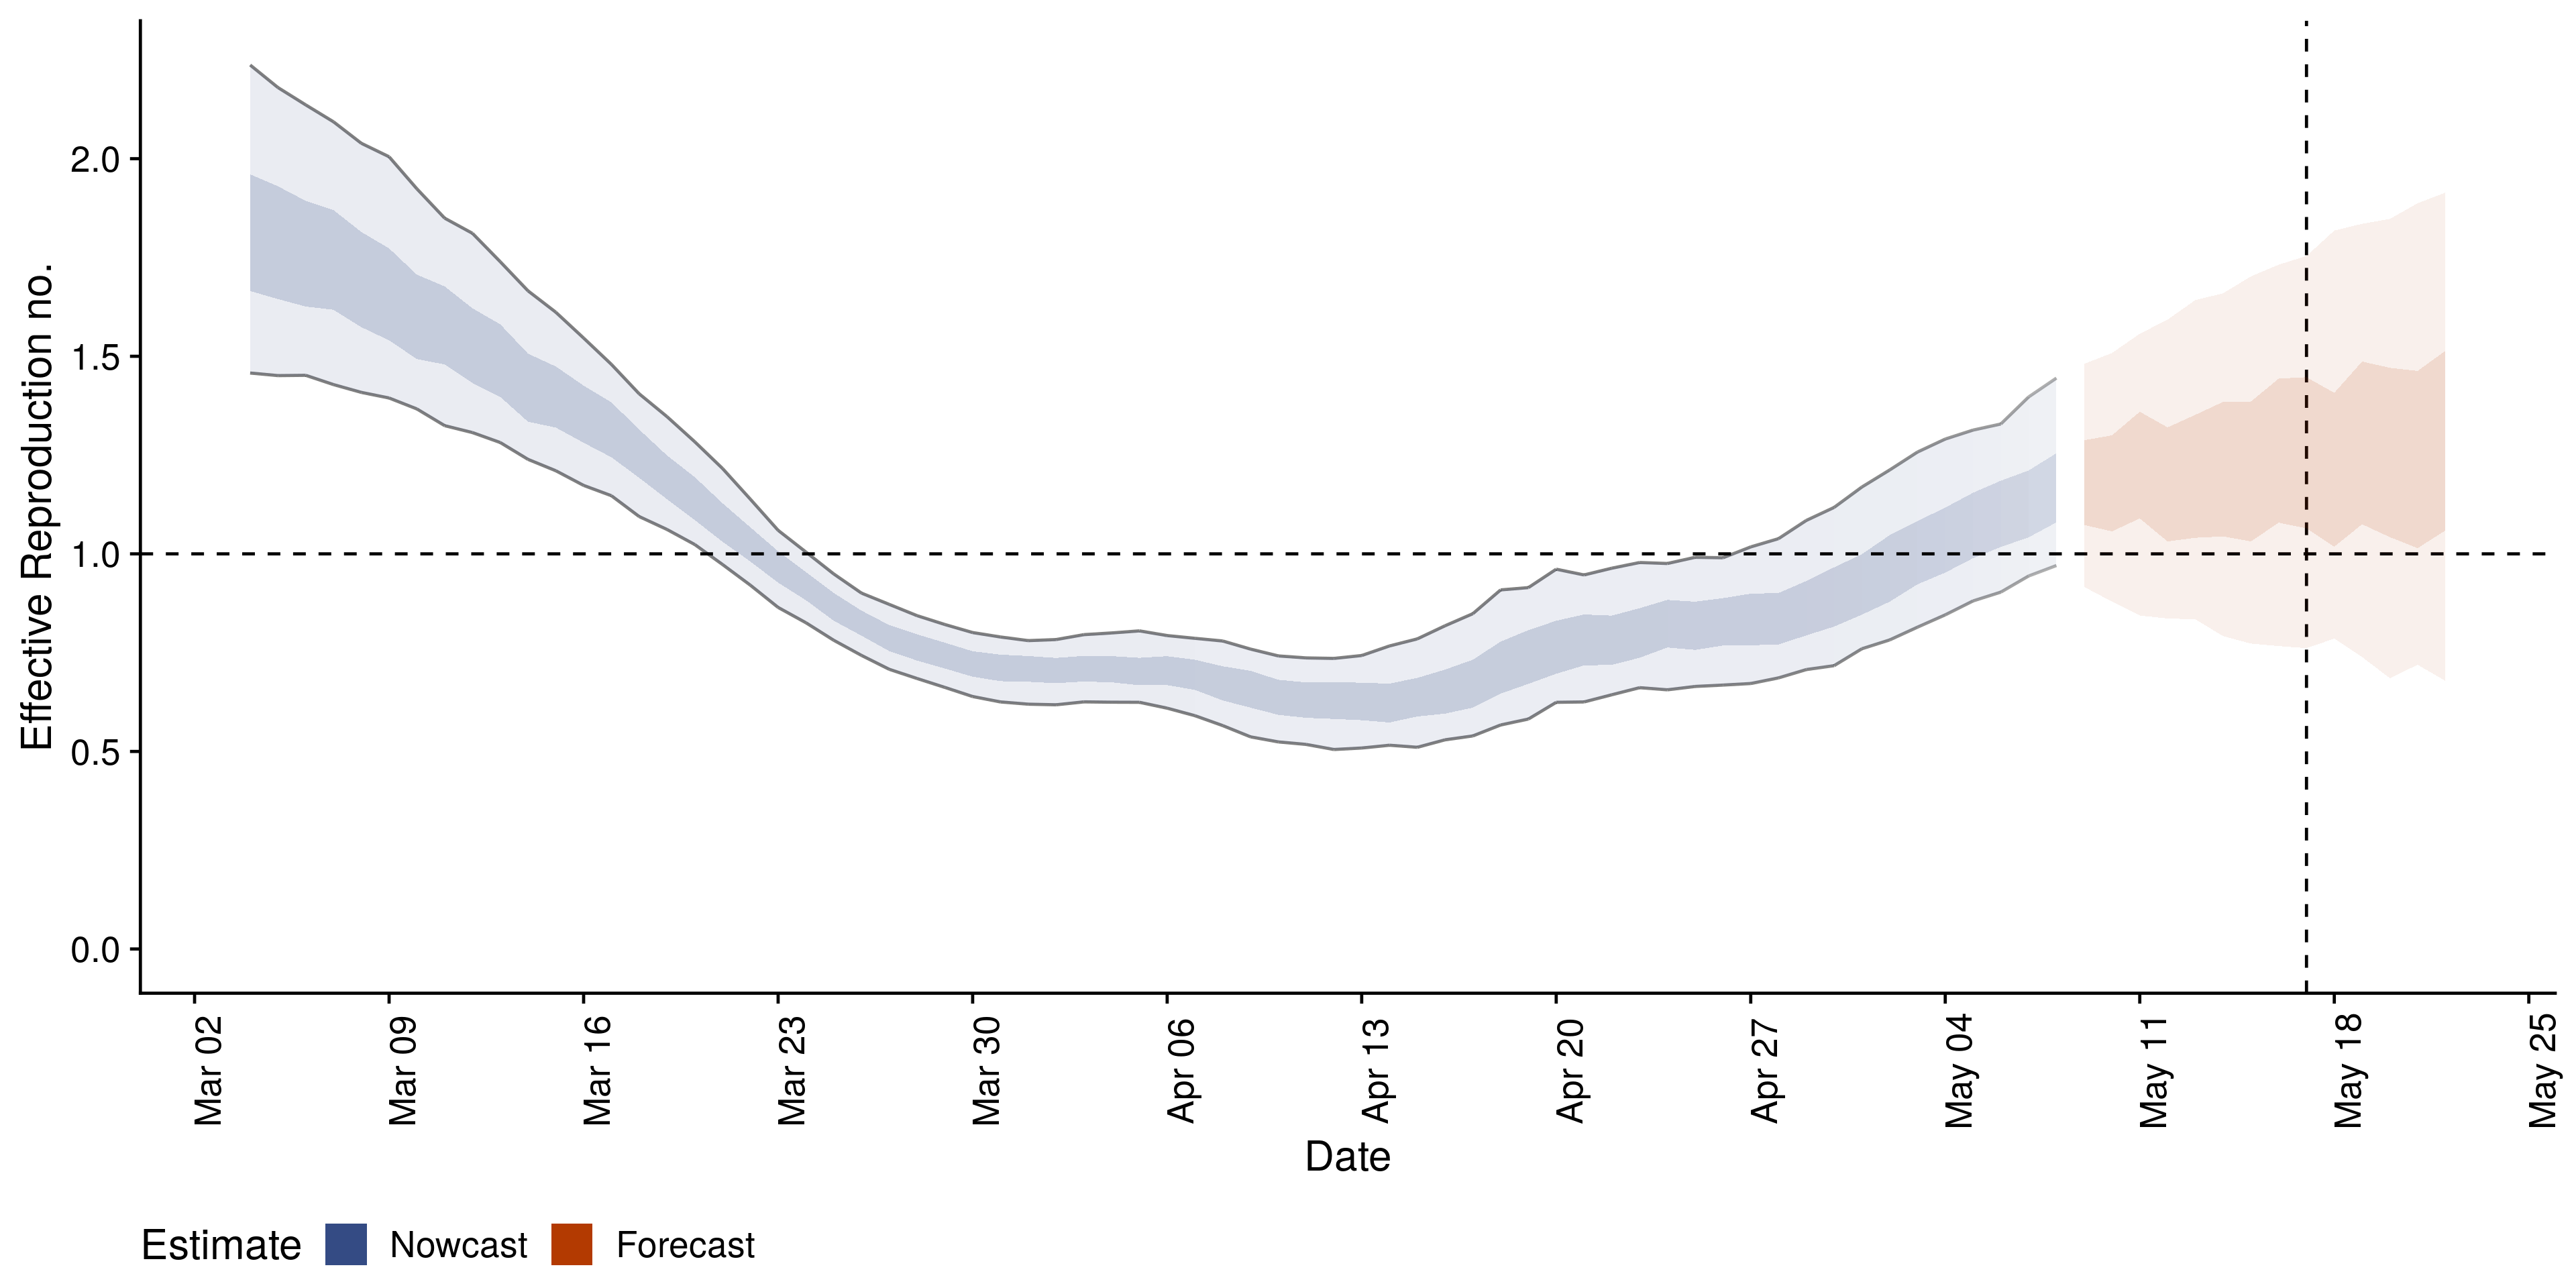 Effective Reproduction no.
2.0
1.5
1.0
0.5
0.0
Mar 02
Mar 09
Mar 16
Mar 23
Mar 30
Apr 06
Apr 13
Apr 20
Apr 27
May 04
May 11
May 18
May 25
Date
Estimate Nowcast Forecast